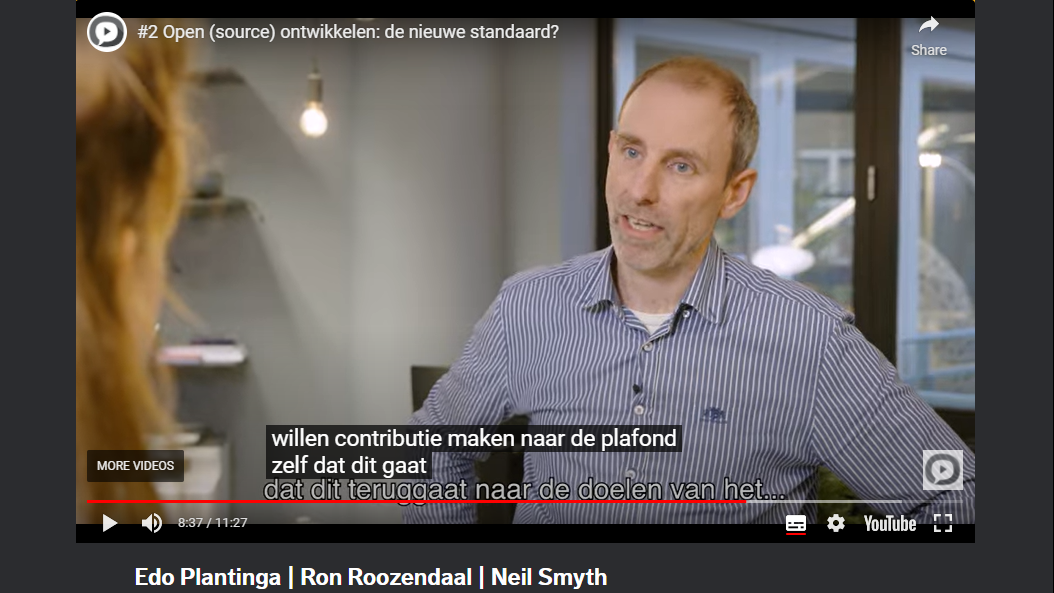 #2 Open (source) ontwikkelen: de nieuwe standaard?
Share
willen contributie maken naar de plafond
zelf dat dit gaat
MORE VIDEOS
dat dit teruggaat naar de doelen van het...
8:37 / 11:27
YouTube
Edo Plantinga | Ron Roozendaal | Neil Smyth